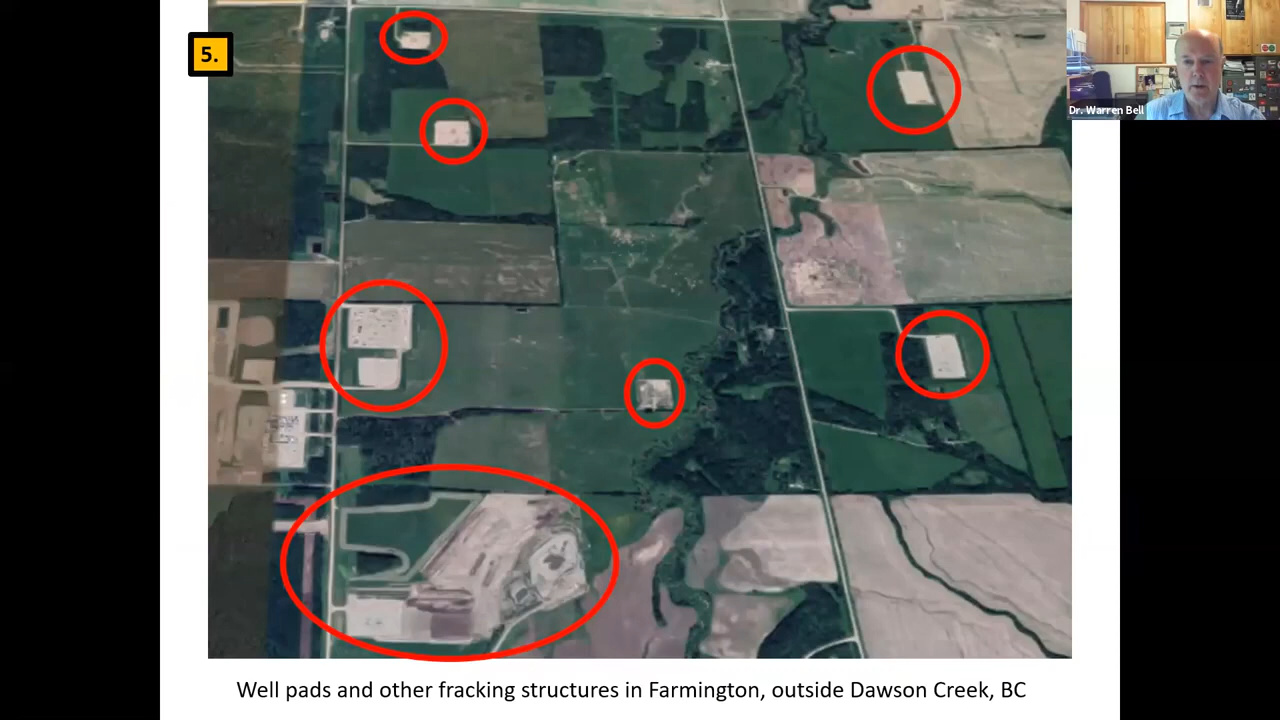 5.
Dr. Warren Bell
Well pads and other fracking structures in Farmington, outside Dawson Creek, BC